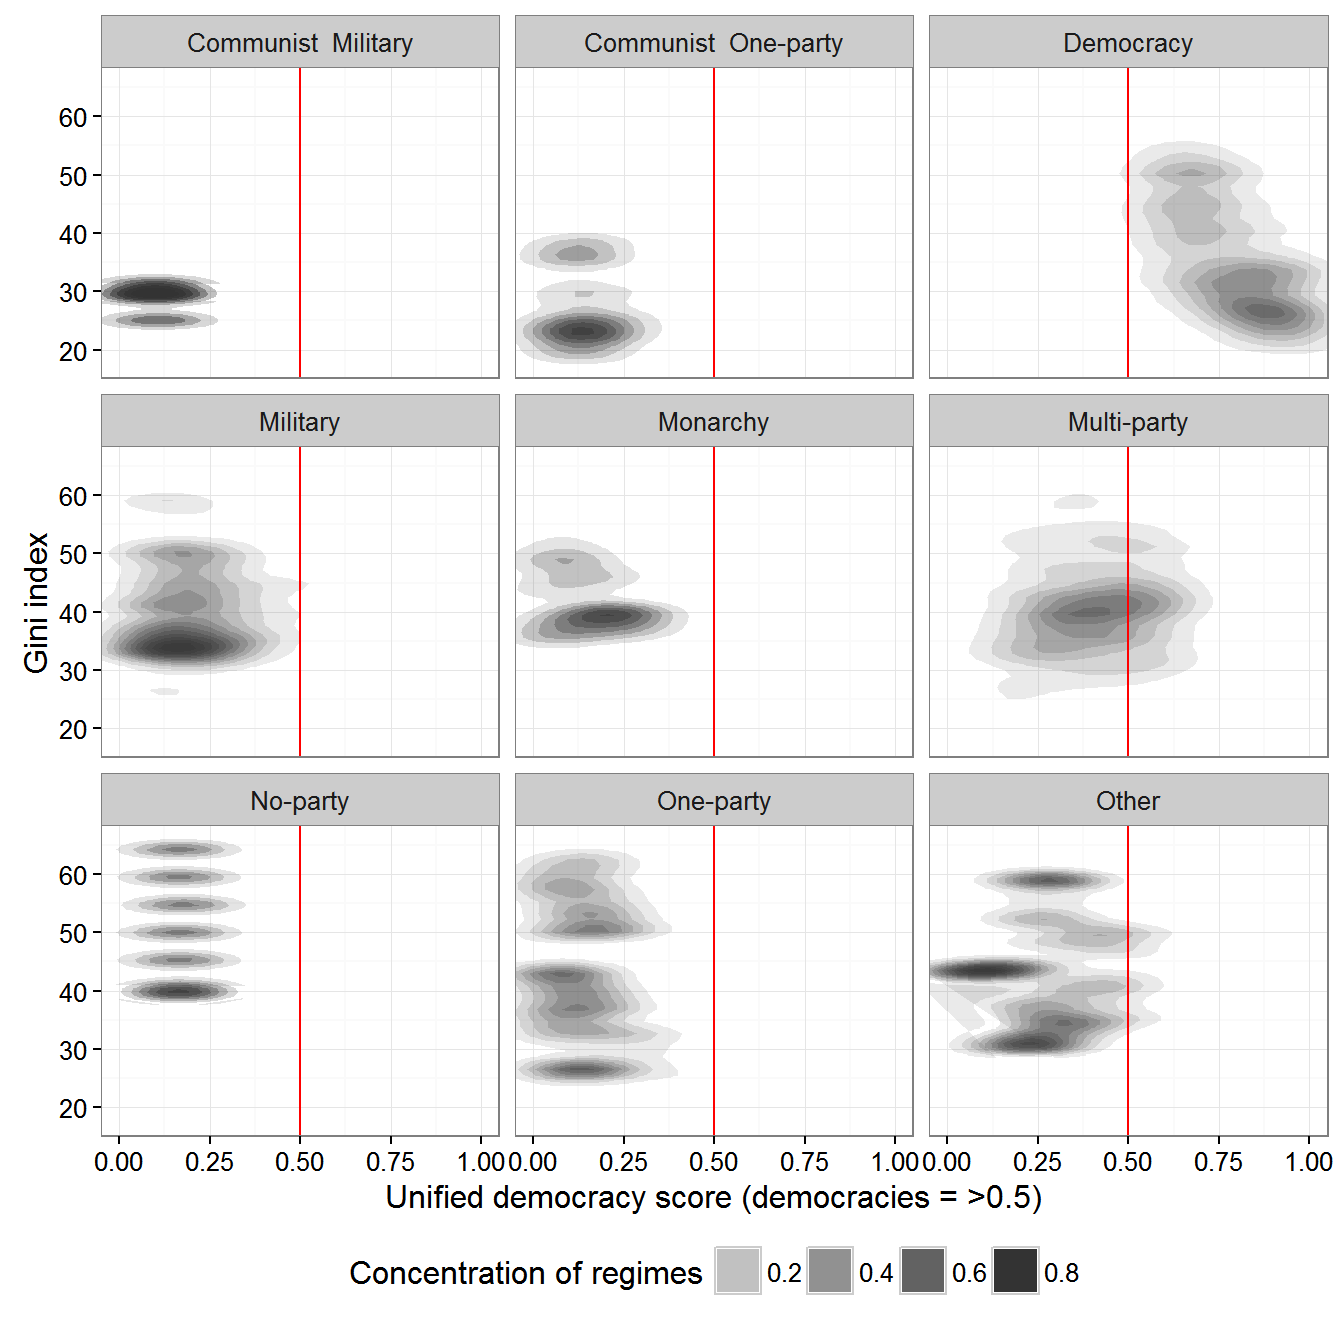 Communist  Military
Communist  One-party
Democracy
60
50
40
30
20
Military
Monarchy
Multi-party
Gini index
60
50
40
30
20
No-party
One-party
Other
60
50
40
30
20
0.00 0.25 0.50 0.75 1.00 0.00 0.25 0.50 0.75 1.00 0.00 0.25 0.50 0.75 1.00
Unified democracy score (democracies = >0.5)
Concentration of regimes 0.2 0.4 0.6 0.8